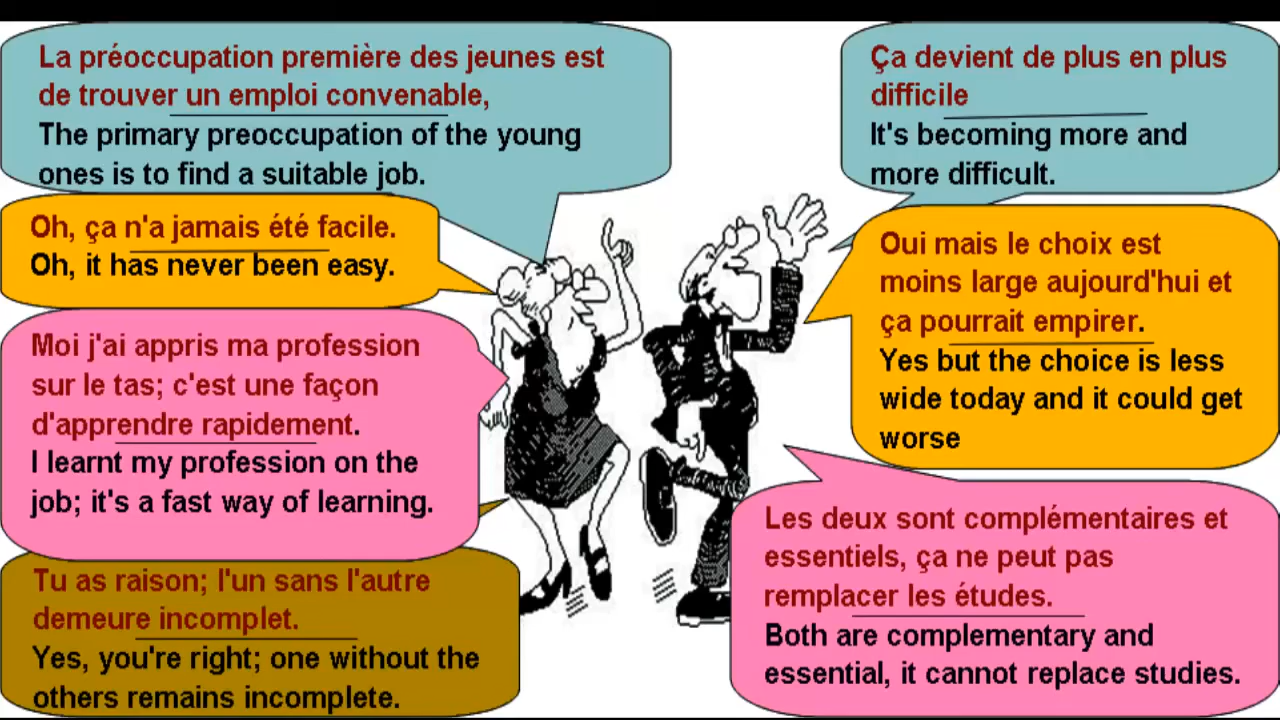 La préoccupation première des jeunes est
de trouver un emploi convenable,
The primary preoccupation of the young
ones is to find a suitable job.
Ça devient de plus en plus
difficile
It's becoming more and
more difficult.
Oh, ça n'a jamais été facile.
Oh, it has never been easy.
Oui mais le choix est
moins large aujourd'hui et
ça pourrait empirer.
Yes but the choice is less
wide today and it could get
worse
Moi j'ai appris ma profession
sur le tas; c'est une façon
d'apprendre rapidement.
I learnt my profession on the
job; it's a fast way of learning.
Les deux sont complémentaires et
essentiels, ça ne peut pas
remplacer les études.
Both are complementary and
essential, it cannot replace studies.
Tu as raison; l'un sans l'autre
demeure incomplet.
Yes, you're right; one without the
others remains incomplete.